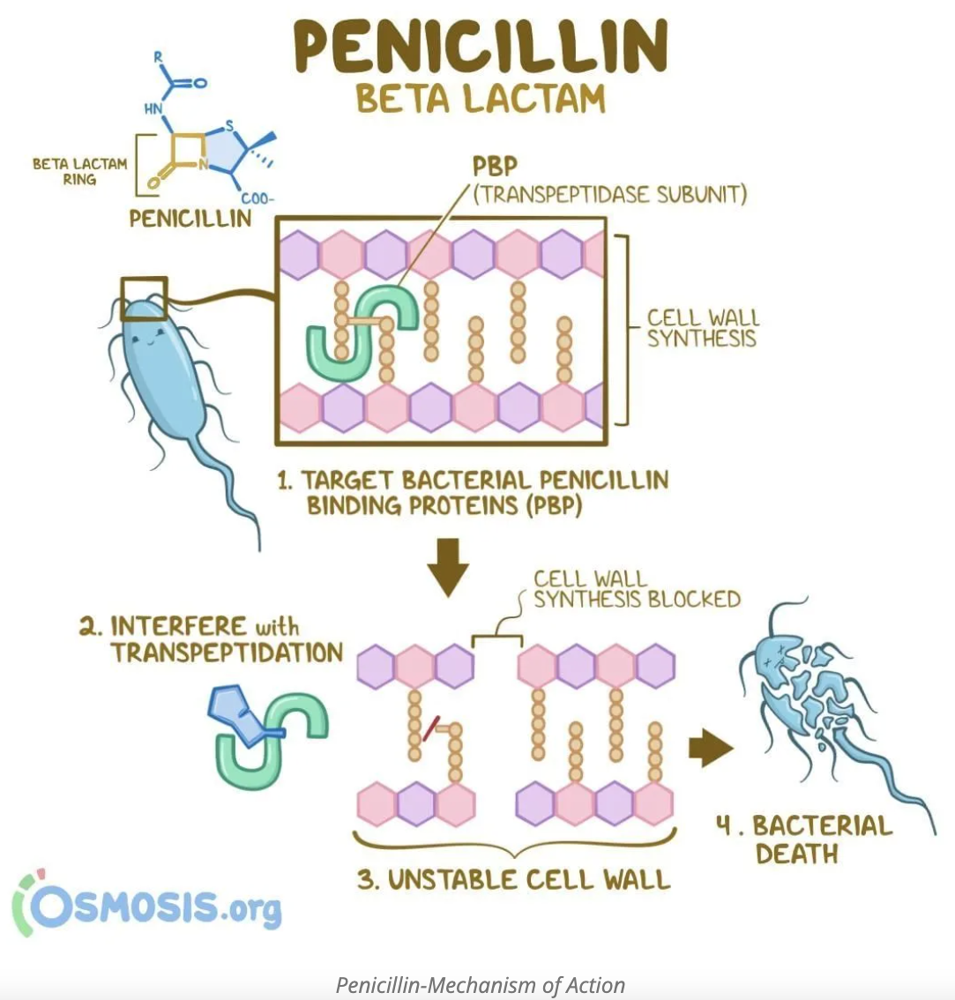 PENICILLIN
BETA LACTAM
R
O
HN
S
N
O
COO-
BETA LACTAM
RING
PENICILLIN
PBP
(TRANSPEPTIDASE SUBUNIT)
CELL WALL
SYNTHESIS
1. TARGET BACTERIAL PENICILLIN
BINDING PROTEINS (PBP)
CELL WALL
SYNTHESIS BLOCKED
2. INTERFERE with
TRANSPEPTIDATION
3. UNSTABLE CELL WALL
4. BACTERIAL
DEATH
OSMOSIS.org
Penicillin-Mechanism of Action